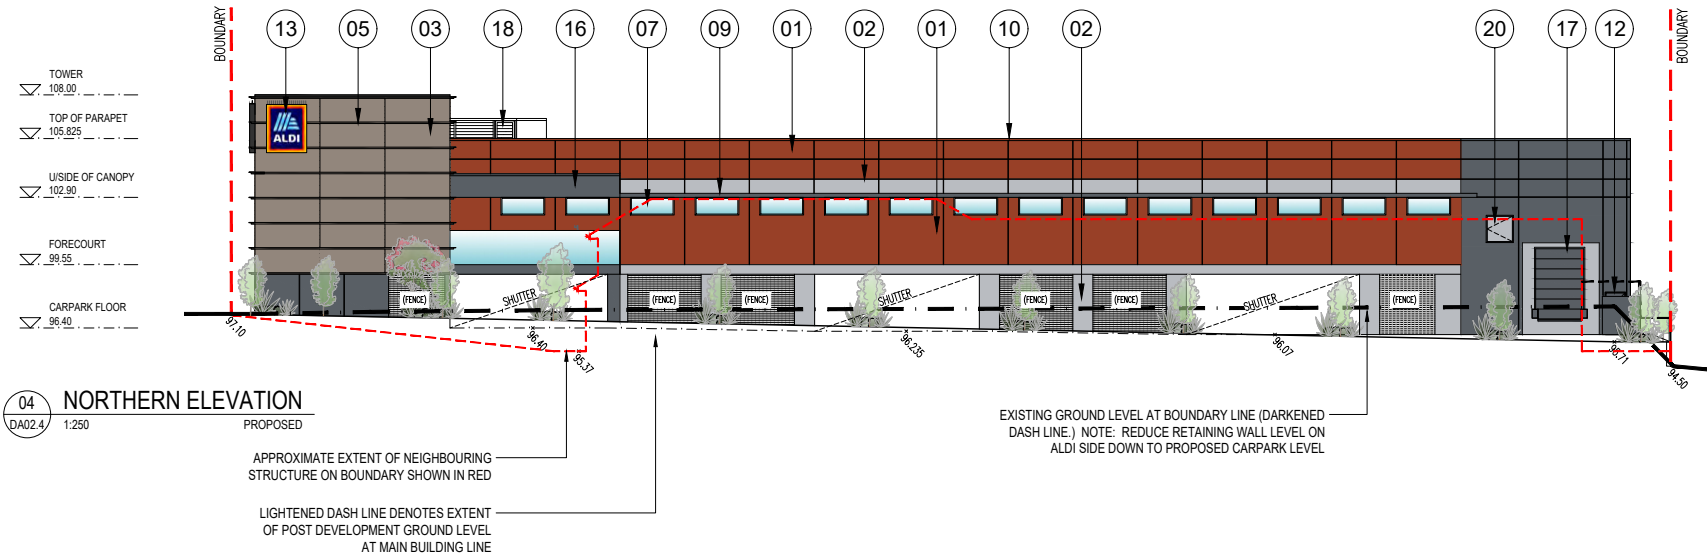 BOUNDARY
13
05
03
18
16
07
09
01
02
01
10
02
20
17
12
BOUNDARY
TOWER
108.00
TOP OF PARAPET
105.825
U/SIDE OF CANOPY
102.90
FORECOURT
99.55
CARPARK FLOOR
96.40
ALDI
(FENCE)
SHUTTER
(FENCE)
(FENCE)
SHUTTER
(FENCE)
(FENCE)
SHUTTER
(FENCE)
97.10
96.40
95.37
96.235
96.07
95.71
94.50
04
DA02.4
NORTHERN ELEVATION
1:250
PROPOSED
APPROXIMATE EXTENT OF NEIGHBOURING
STRUCTURE ON BOUNDARY SHOWN IN RED
LIGHTENED DASH LINE DENOTES EXTENT
OF POST DEVELOPMENT GROUND LEVEL
AT MAIN BUILDING LINE
EXISTING GROUND LEVEL AT BOUNDARY LINE (DARKENED
DASH LINE.) NOTE: REDUCE RETAINING WALL LEVEL ON
ALDI SIDE DOWN TO PROPOSED CARPARK LEVEL